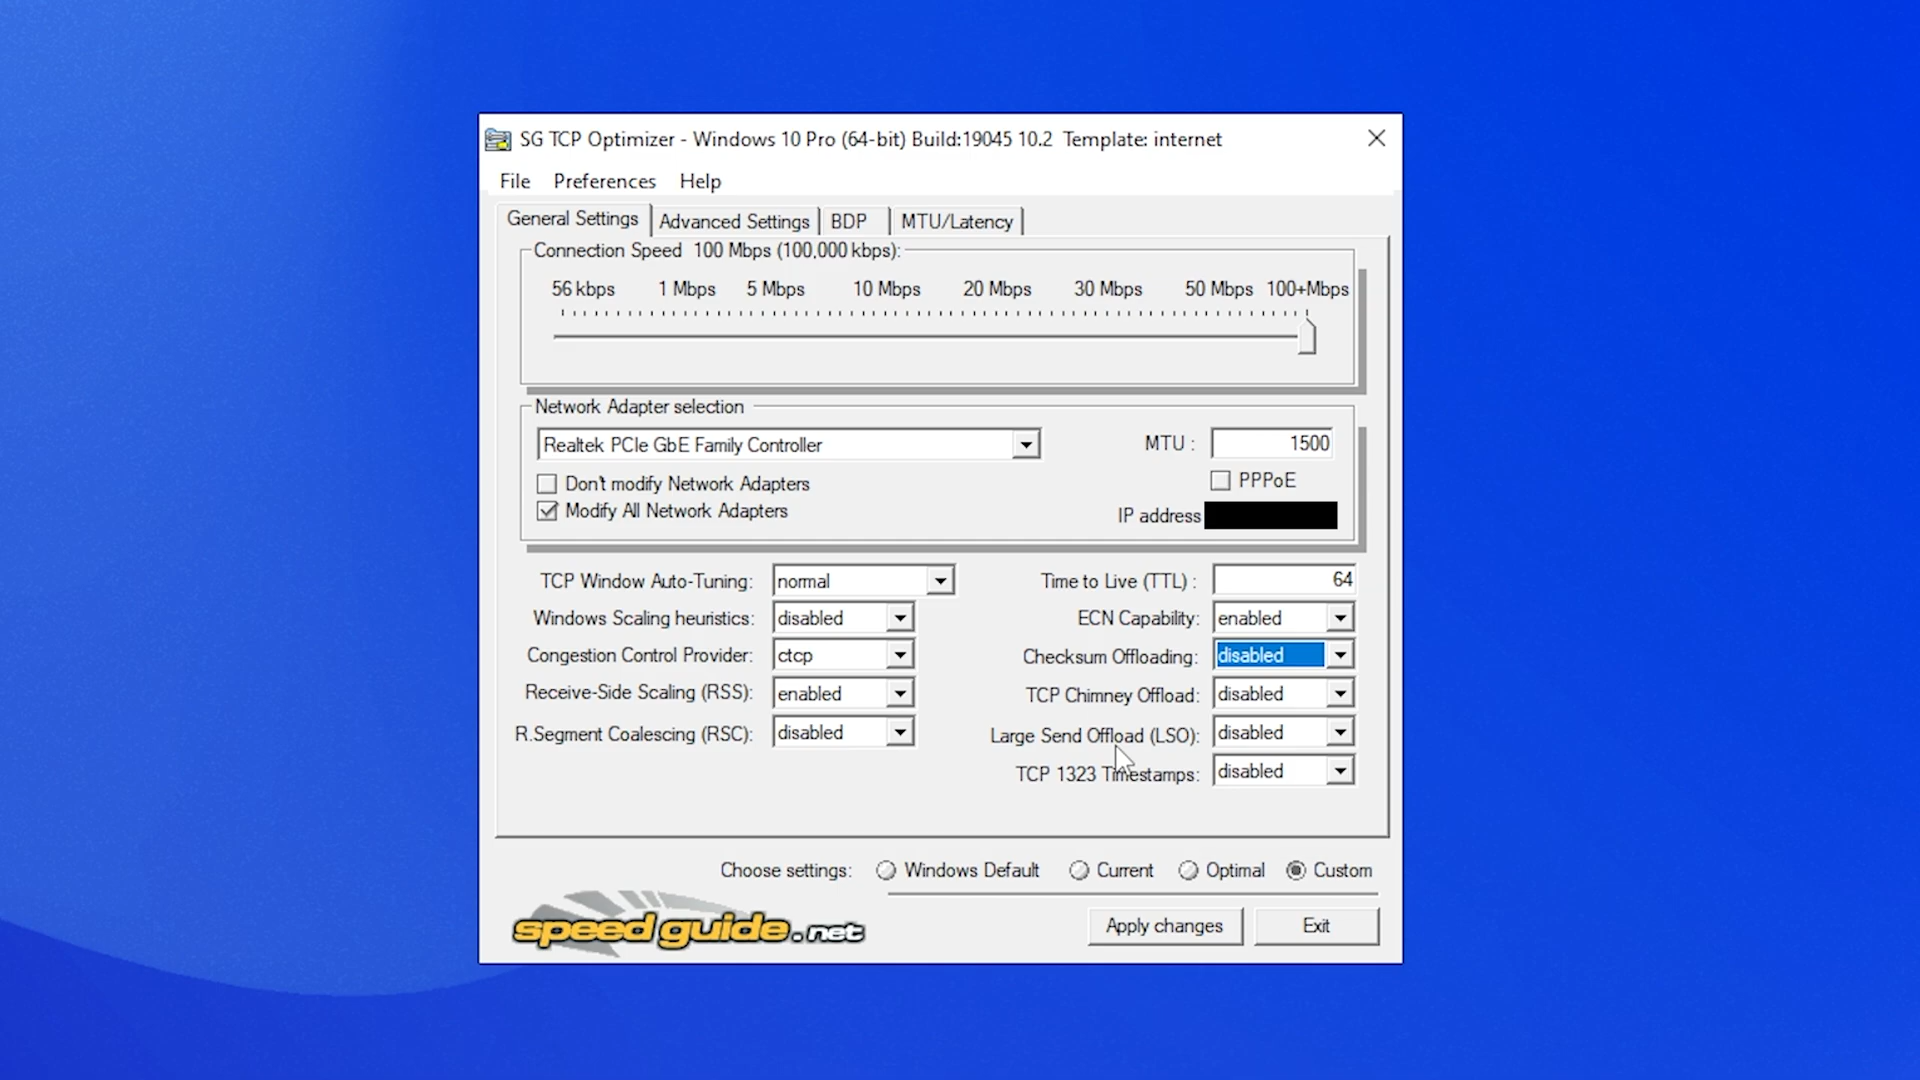 SG TCP Optimizer - Windows 10 Pro (64-bit) Build:19045 10.2  Template: internet
File Preferences Help
General Settings Advanced Settings BDP MTU/Latency
Connection Speed 100 Mbps (100,000 kbps):
56 kbps 1 Mbps 5 Mbps 10 Mbps 20 Mbps 30 Mbps 50 Mbps 100+Mbps
Network Adapter selection
Realtek PCIe GbE Family Controller
MTU : 1500
Don't modify Network Adapters
PPPoE
Modify All Network Adapters
IP address
TCP Window Auto-Tuning: normal
Time to Live (TTL) : 64
Windows Scaling heuristics: disabled
ECN Capability: enabled
Congestion Control Provider: ctcp
Checksum Offloading: disabled
Receive-Side Scaling (RSS): enabled
TCP Chimney Offload: disabled
R.Segment Coalescing (RSC): disabled
Large Send Offload (LSO): disabled
TCP 1323 Timestamps: disabled
Choose settings: Windows Default Current Optimal Custom
speed guide.net
Apply changes Exit